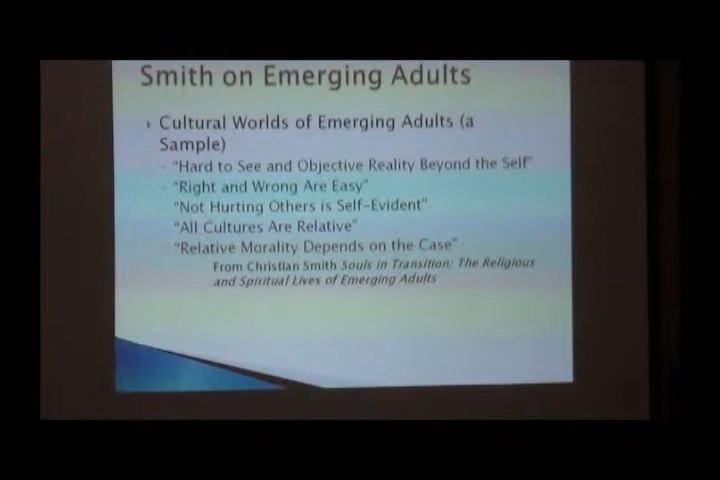 Smith on Emerging Adults
Cultural Worlds of Emerging Adults (a
Sample)
"Hard to See and Objective Reality Beyond the Self"
"Right and Wrong Are Easy"
"Not Hurting Others is Self-Evident"
"All Cultures Are Relative"
"Relative Morality Depends on the Case"
From Christian Smith Souls in Transition: The Religious
and Spiritual Lives of Emerging Adults